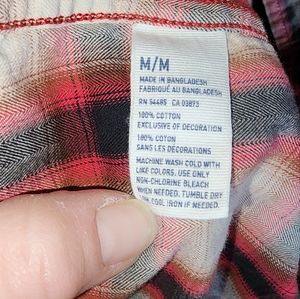 M/M
MADE IN BANGLADESH
FABRIQUÉ AU BANGLADESH
RN 54485 CA 03873
100% COTTON
EXCLUSIVE OF DECORATION
100% COTON
SANS LES DECORATIONS
MACHINE WASH COLD WITH
LIKE COLORS. USE ONLY
NON-CHLORINE BLEACH
WHEN NEEDED. TUMBLE DRY
LOW. COOL IRON IF NEEDED.